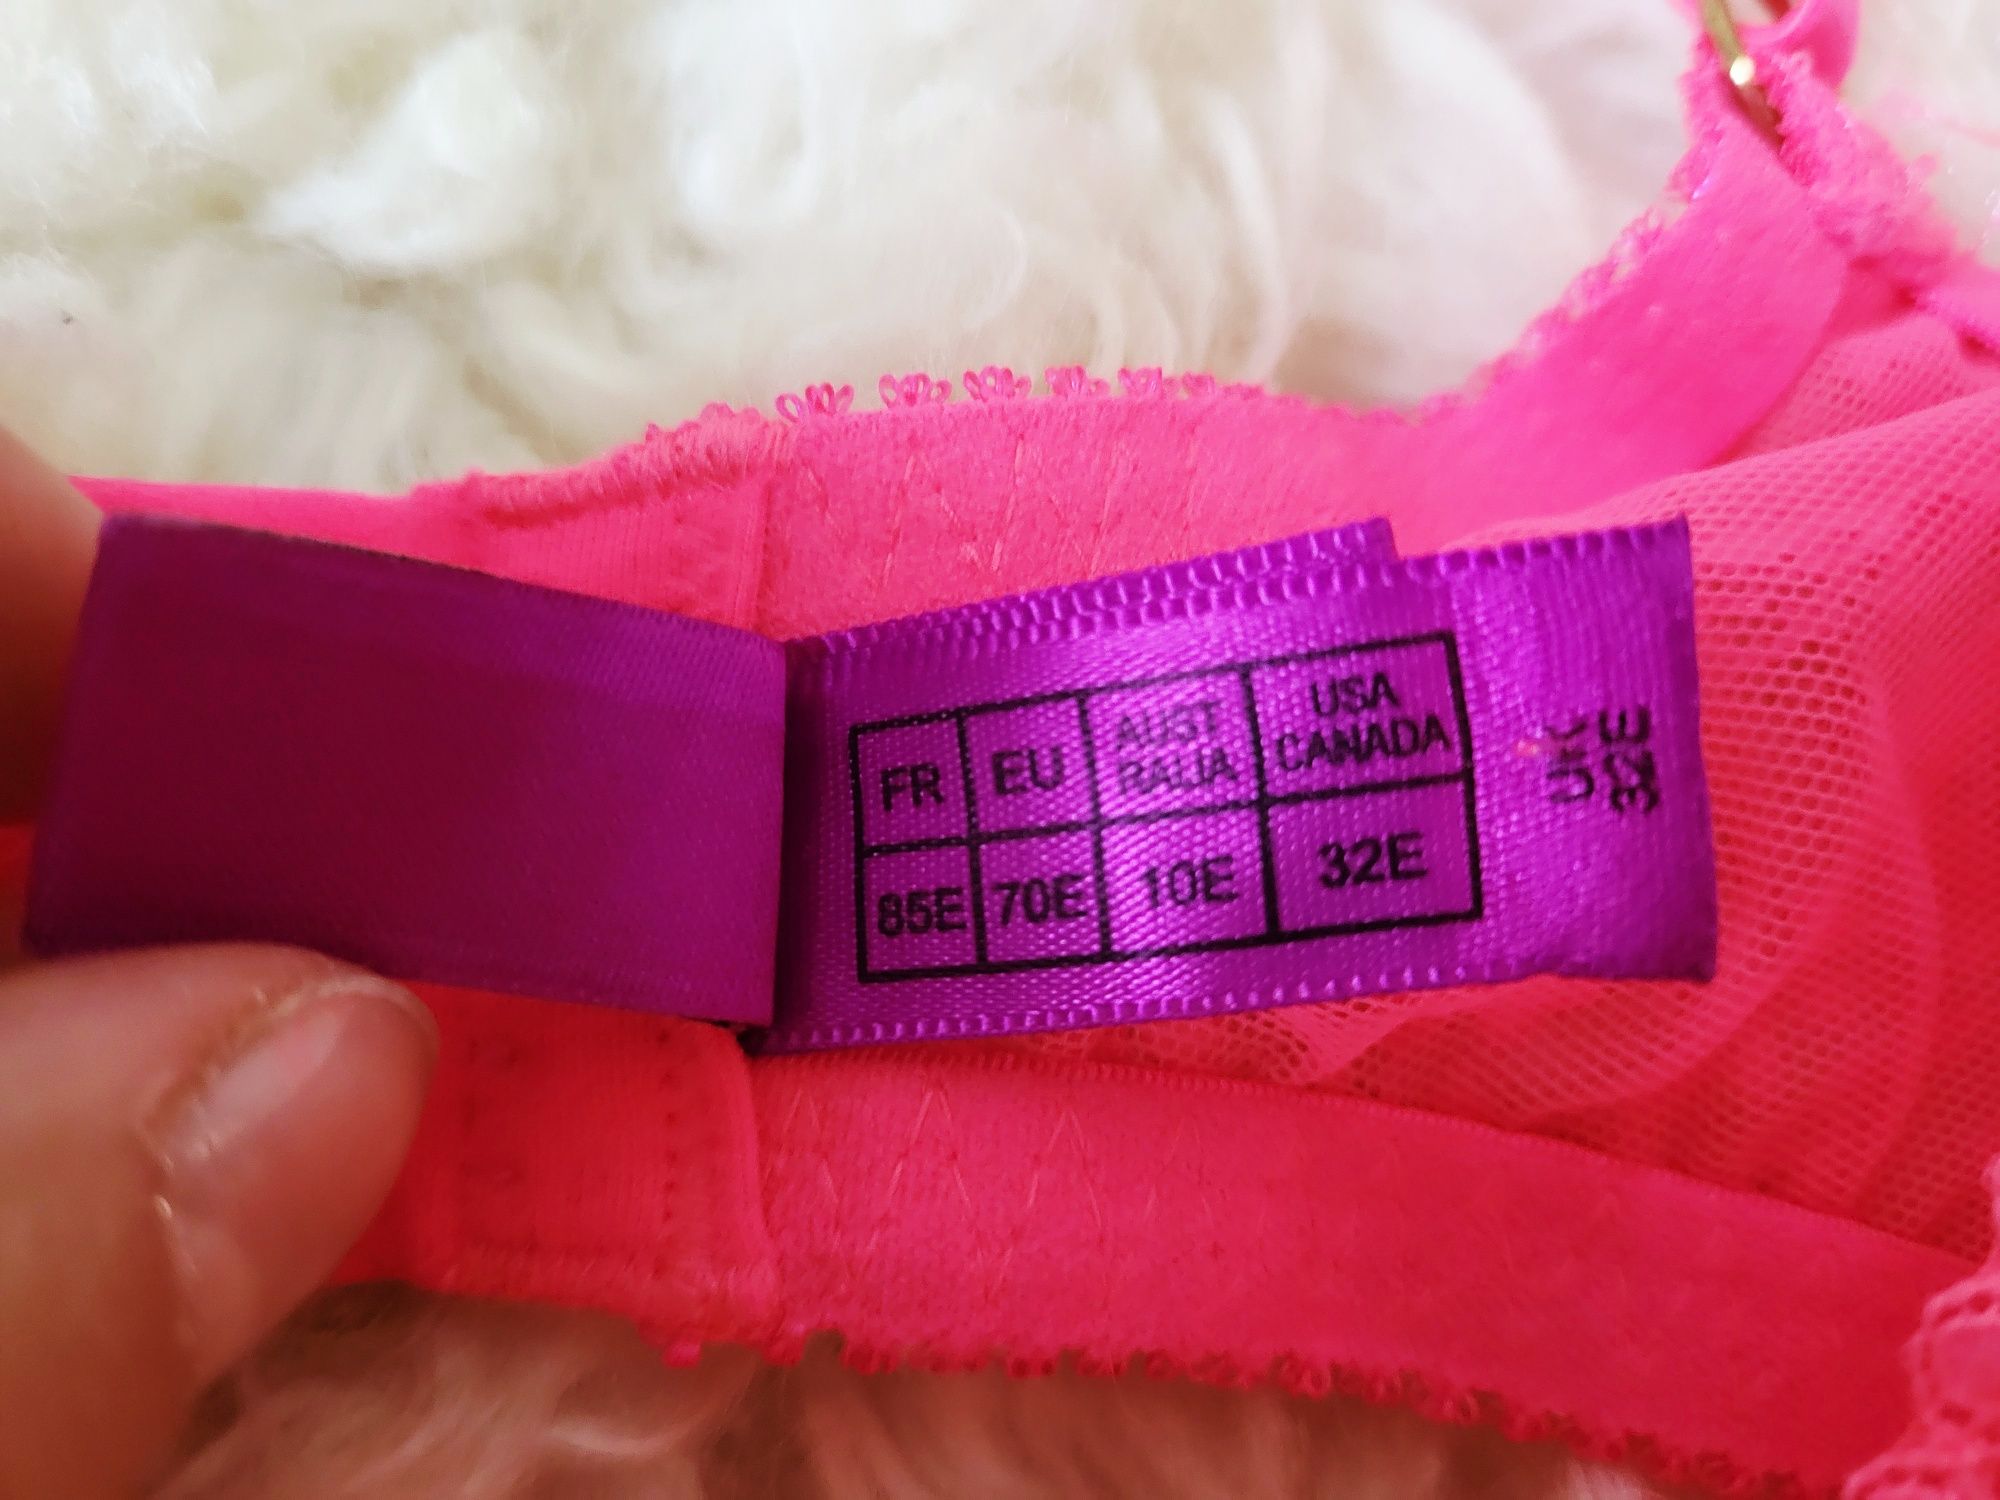 FR EU AUST RALIA USA CANADA
85E 70E 10E 32E
UK
32E